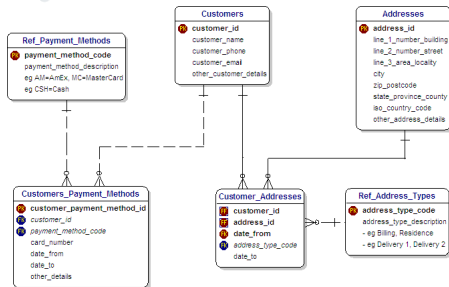 Customers
customer_id
customer_name
customer_phone
customer_email
other_customer_details
Addresses
address_id
line_1_number_building
line_2_number_street
line_3_area_locality
city
zip_postcode
state_province_county
iso_country_code
other_address_details
Ref_Payment_Methods
payment_method_code
payment_method_description
eg AM=AmEx, MC=MasterCard
eg CSH=Cash
Customers_Payment_Methods
customer_payment_method_id
customer_id
payment_method_code
card_number
date_from
date_to
other_details
Customer_Addresses
customer_id
address_id
date_from
address_type_code
date_to
Ref_Address_Types
address_type_code
address_type_description
- eg Billing, Residence
- eg Delivery 1, Delivery 2